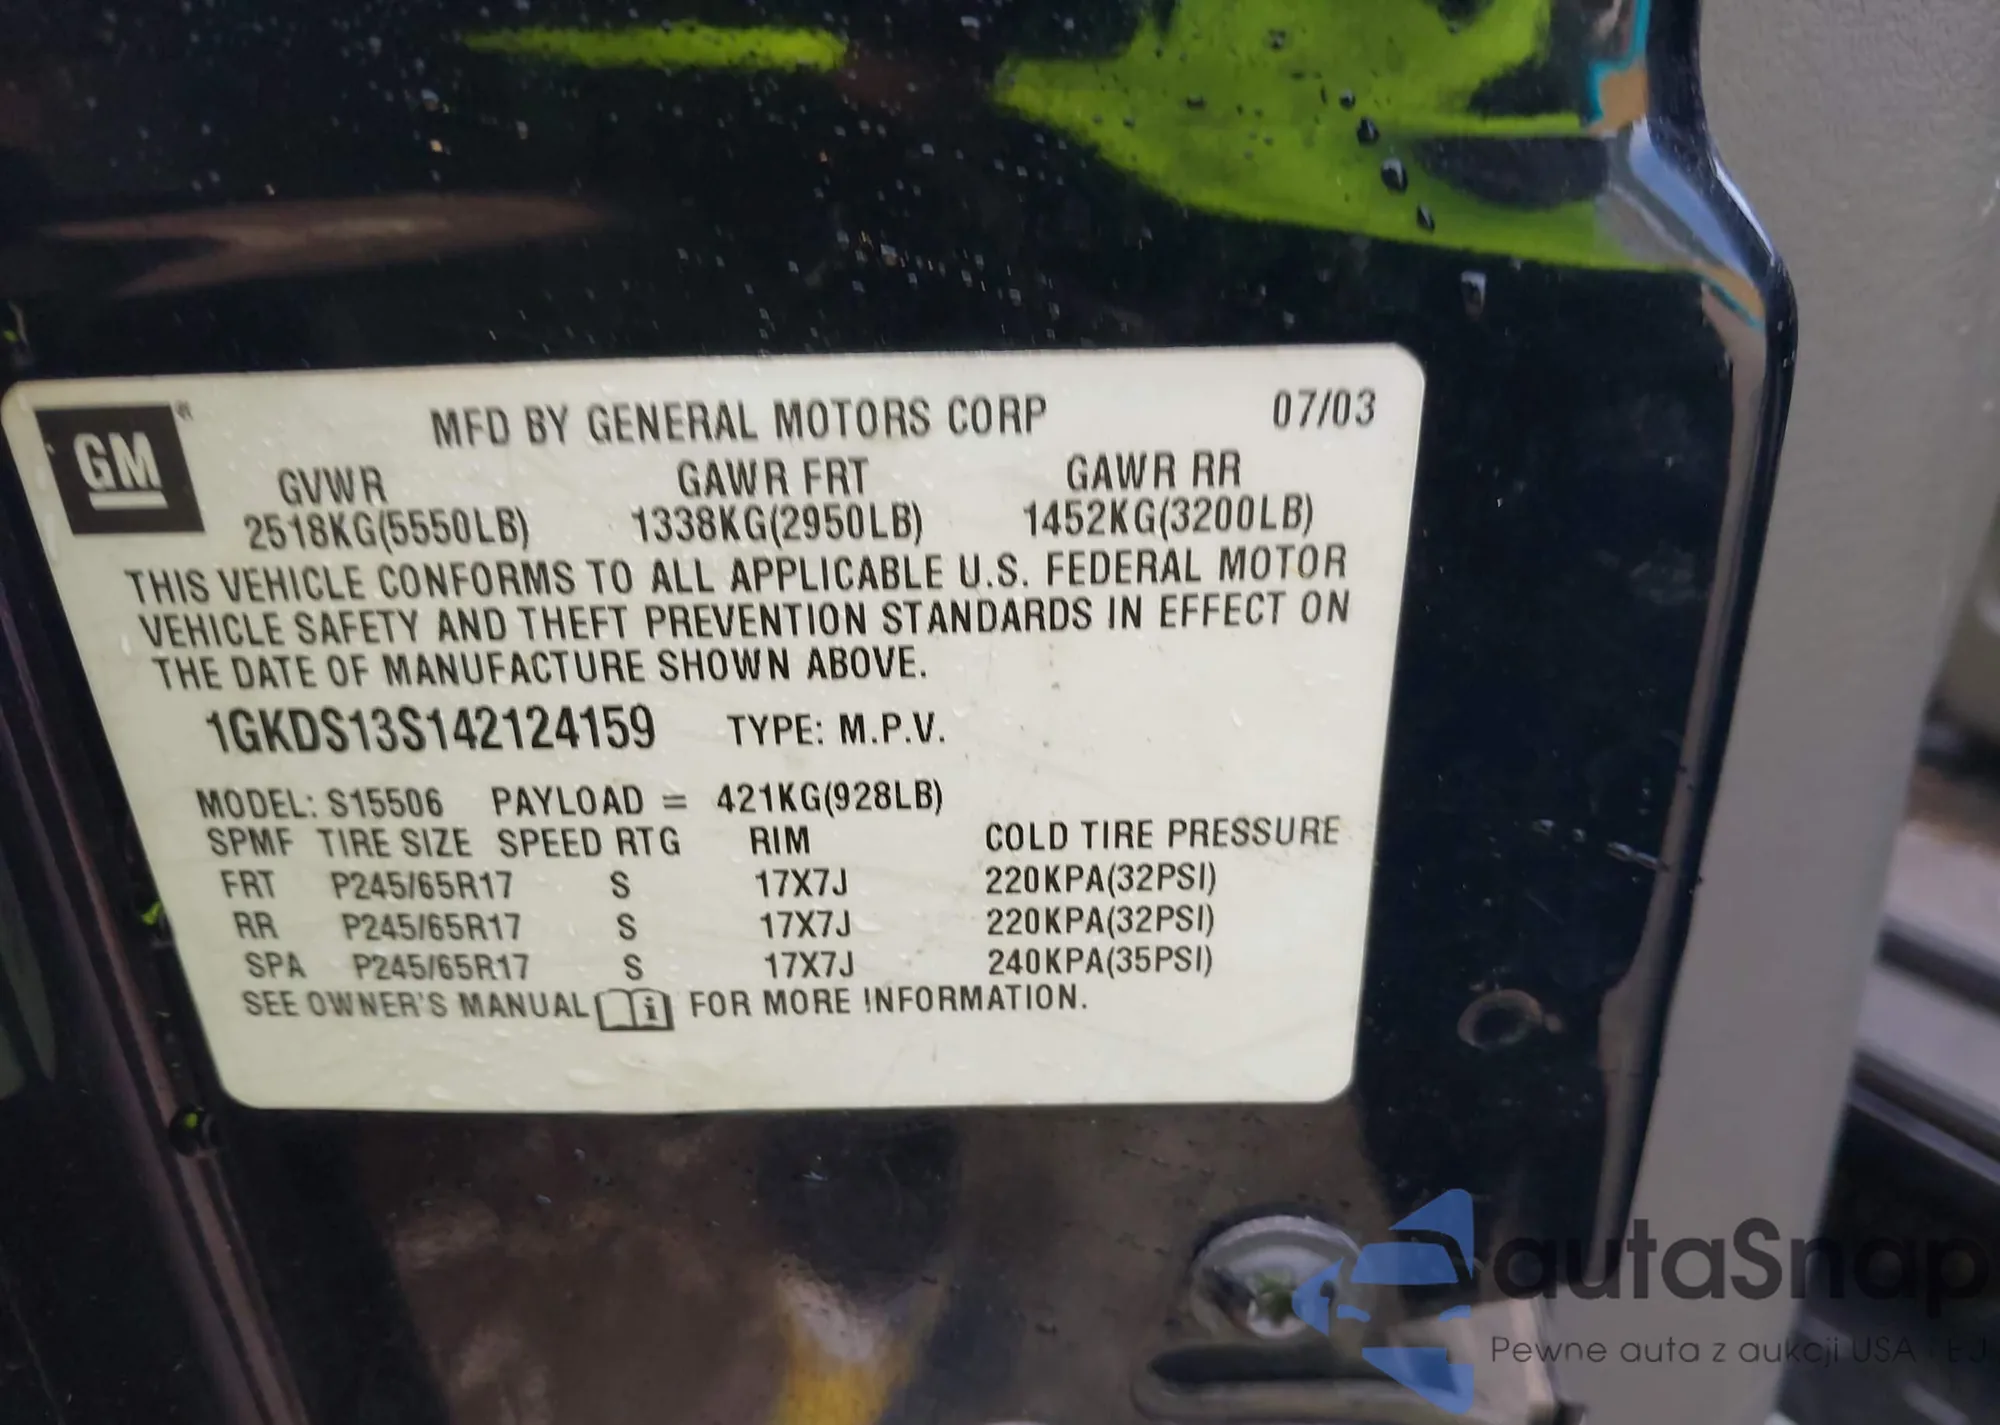 GM
MFD BY GENERAL MOTORS CORP 07/03
GVWR GAWR FRT GAWR RR
2518KG(5550LB) 1338KG(2950LB) 1452KG(3200LB)
THIS VEHICLE CONFORMS TO ALL APPLICABLE U.S. FEDERAL MOTOR
VEHICLE SAFETY AND THEFT PREVENTION STANDARDS IN EFFECT ON
THE DATE OF MANUFACTURE SHOWN ABOVE.
1GKDS13S142124159 TYPE: M.P.V.
MODEL: S15506 PAYLOAD = 421KG(928LB)
SPMF TIRE SIZE SPEED RTG RIM COLD TIRE PRESSURE
FRT P245/65R17 S 17X7J 220KPA(32PSI)
RR P245/65R17 S 17X7J 220KPA(32PSI)
SPA P245/65R17 S 17X7J 240KPA(35PSI)
SEE OWNER'S MANUAL i FOR MORE INFORMATION.
autaSnap
Pewne auta z aukcji USA